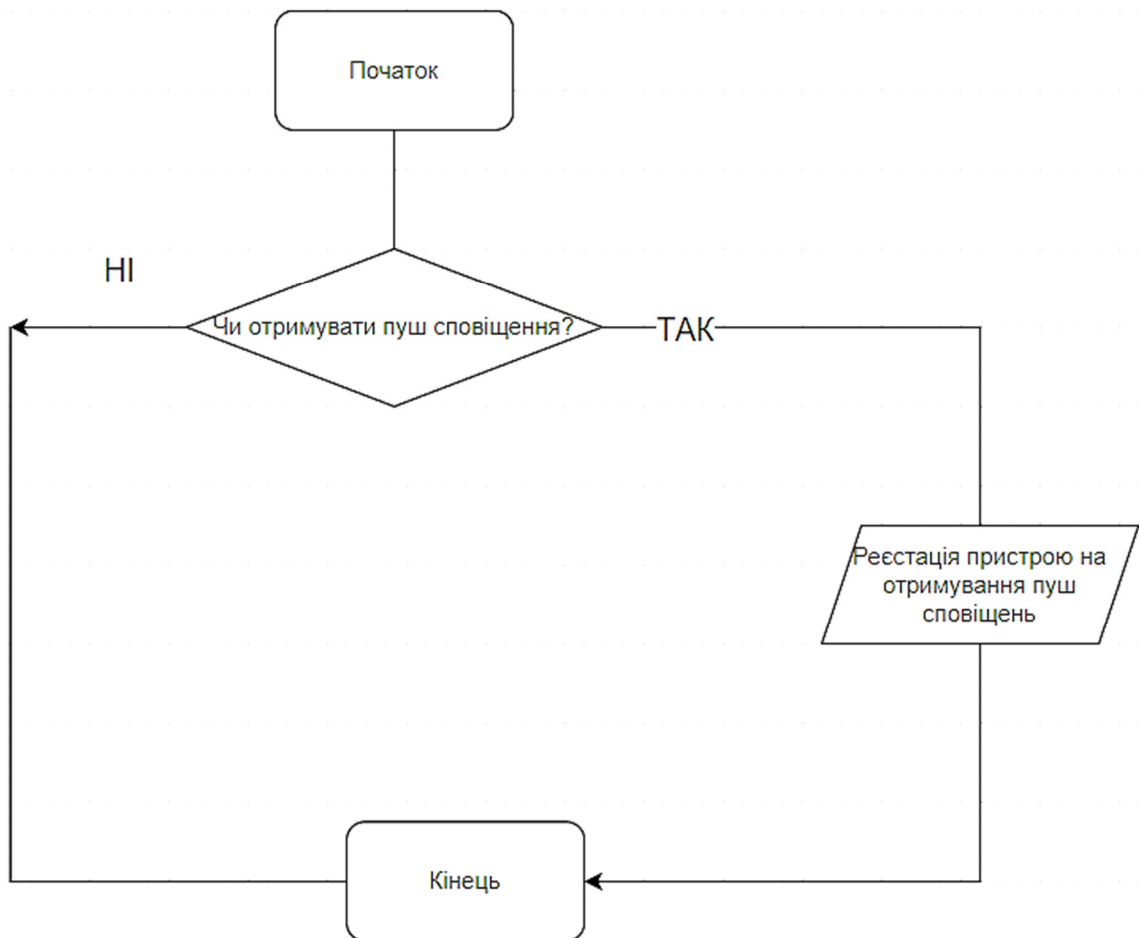 Початок
НІ
Чи отримувати пуш сповіщення?
ТАК
Реєстація пристрою на
отримування пуш
сповіщень
Кінець